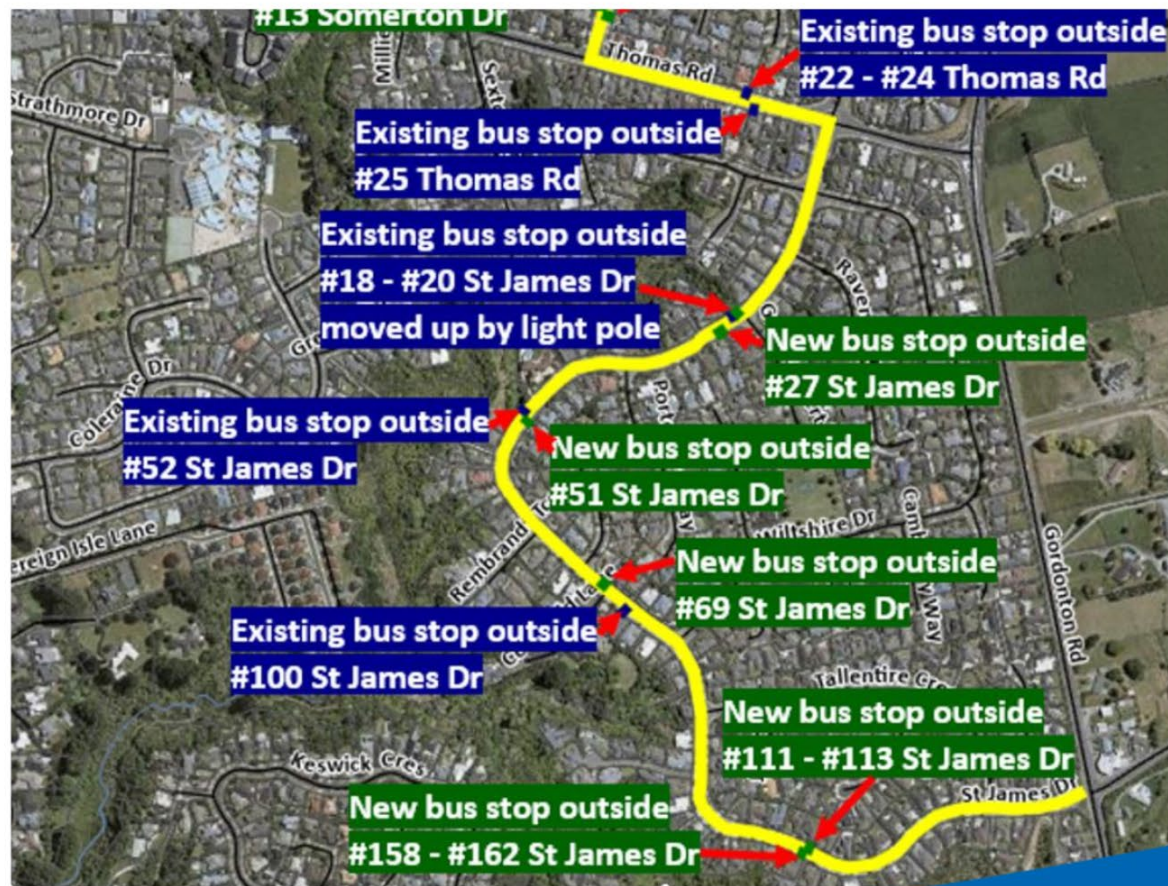 #13 Somerton Dr
Existing bus stop outside
#22 - #24 Thomas Rd
Thomas Rd
Strathmore Dr
Existing bus stop outside
#25 Thomas Rd
Existing bus stop outside
#18 - #20 St James Dr
moved up by light pole
New bus stop outside
#27 St James Dr
Coleraine Dr
Existing bus stop outside
#52 St James Dr
New bus stop outside
#51 St James Dr
Wiltshire Dr
Gordonton Rd
New bus stop outside
#69 St James Dr
Existing bus stop outside
#100 St James Dr
Way
New bus stop outside
#111 - #113 St James Dr
Keswick Cres
St James Dr
New bus stop outside
#158 - #162 St James Dr